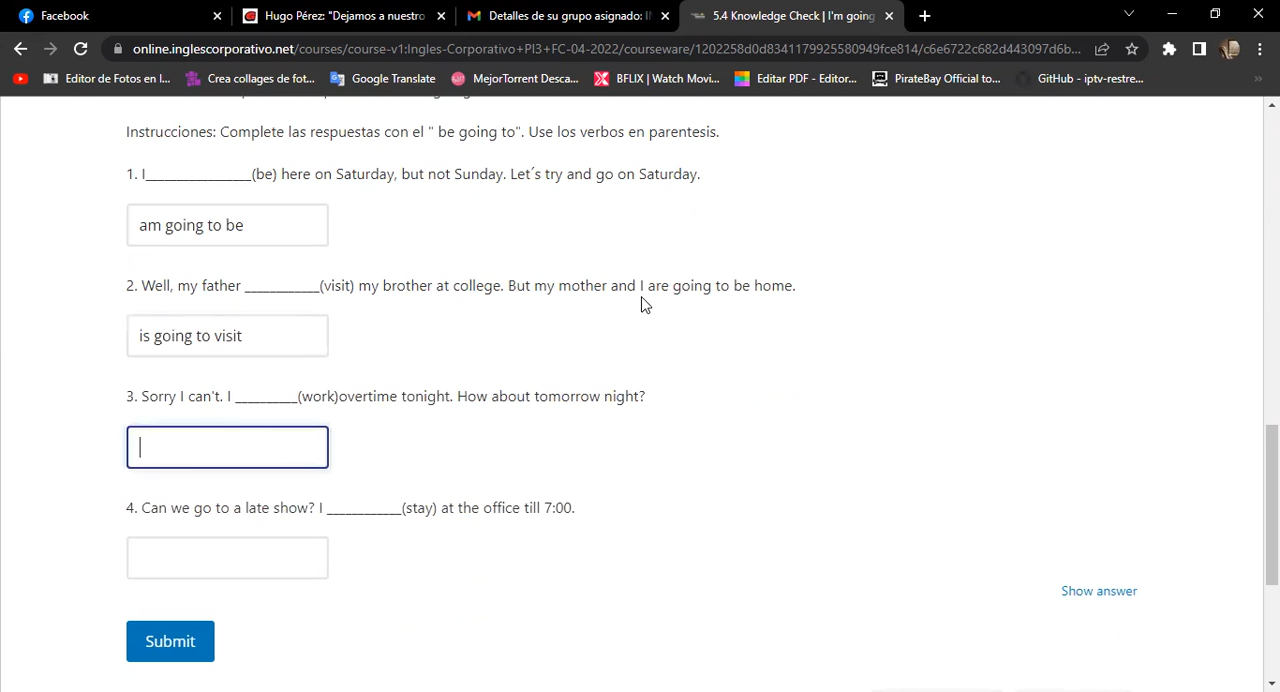 Facebook
Hugo Pérez: "Dejamos a nuestro
Detalles de su grupo asignado:
5.4 Knowledge Check | I'm going
online.inglescorporativo.net/courses/course-v1:Ingles-Corporativo+PI3+FC-04-2022/courseware/1202258d0d8341179925580949fce814/c6e6722c682d443097d6b...
Editor de Fotos en l...
Crea collages de fot...
Google Translate
MejorTorrent Desca...
BFLIX | Watch Movi...
Editar PDF - Editor...
PirateBay Official to...
GitHub - iptv-restre...
Instrucciones: Complete las respuestas con el " be going to". Use los verbos en parentesis.
1. I________________(be) here on Saturday, but not Sunday. Let´s try and go on Saturday.
am going to be
2. Well, my father ____________(visit) my brother at college. But my mother and I are going to be home.
is going to visit
3. Sorry I can't. I __________(work)overtime tonight. How about tomorrow night?
4. Can we go to a late show? I ____________(stay) at the office till 7:00.
Show answer
Submit